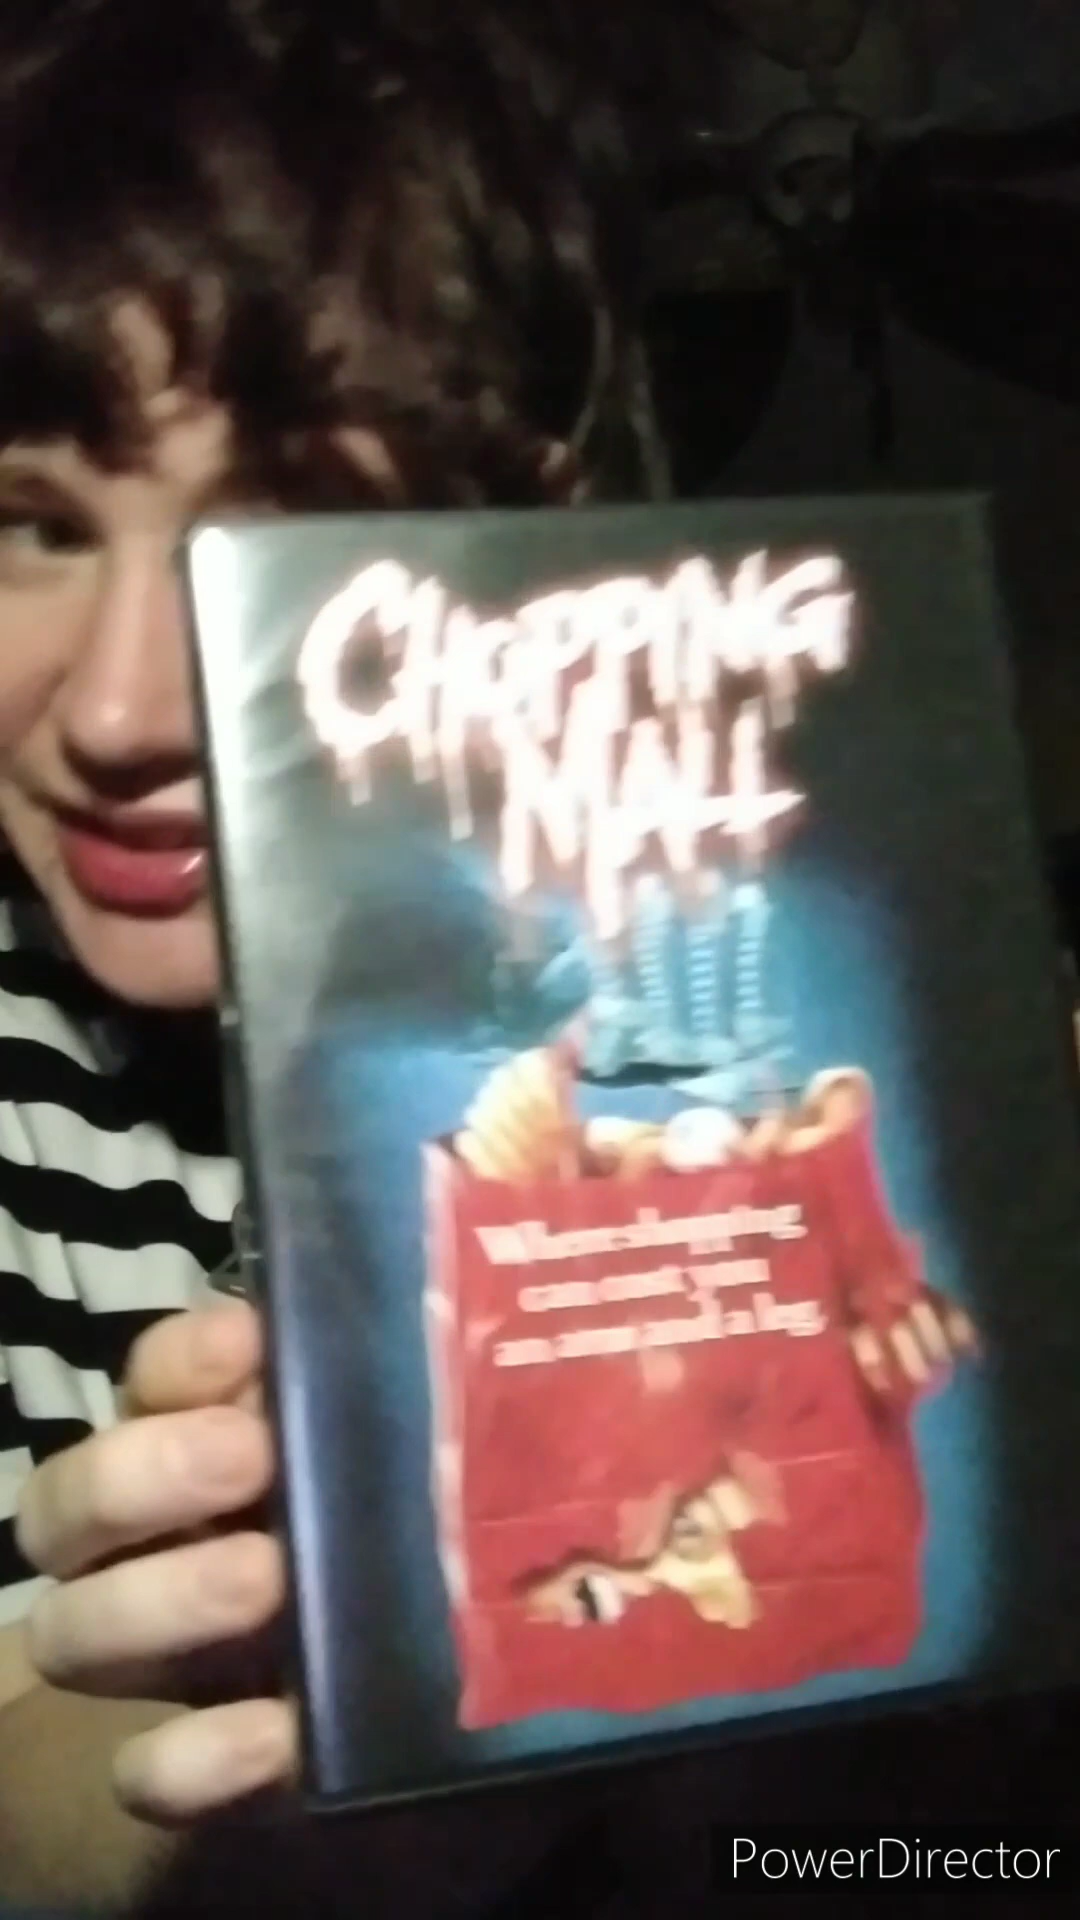 CHOPPING
MALL
Where shopping
can cost you
an arm and a leg.
PowerDirector